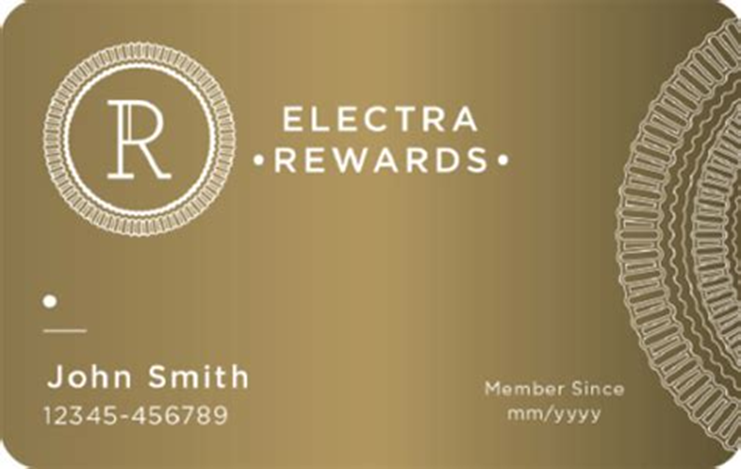 R
ELECTRA
•REWARDS•
John Smith
12345-456789
Member Since
mm/yyyy